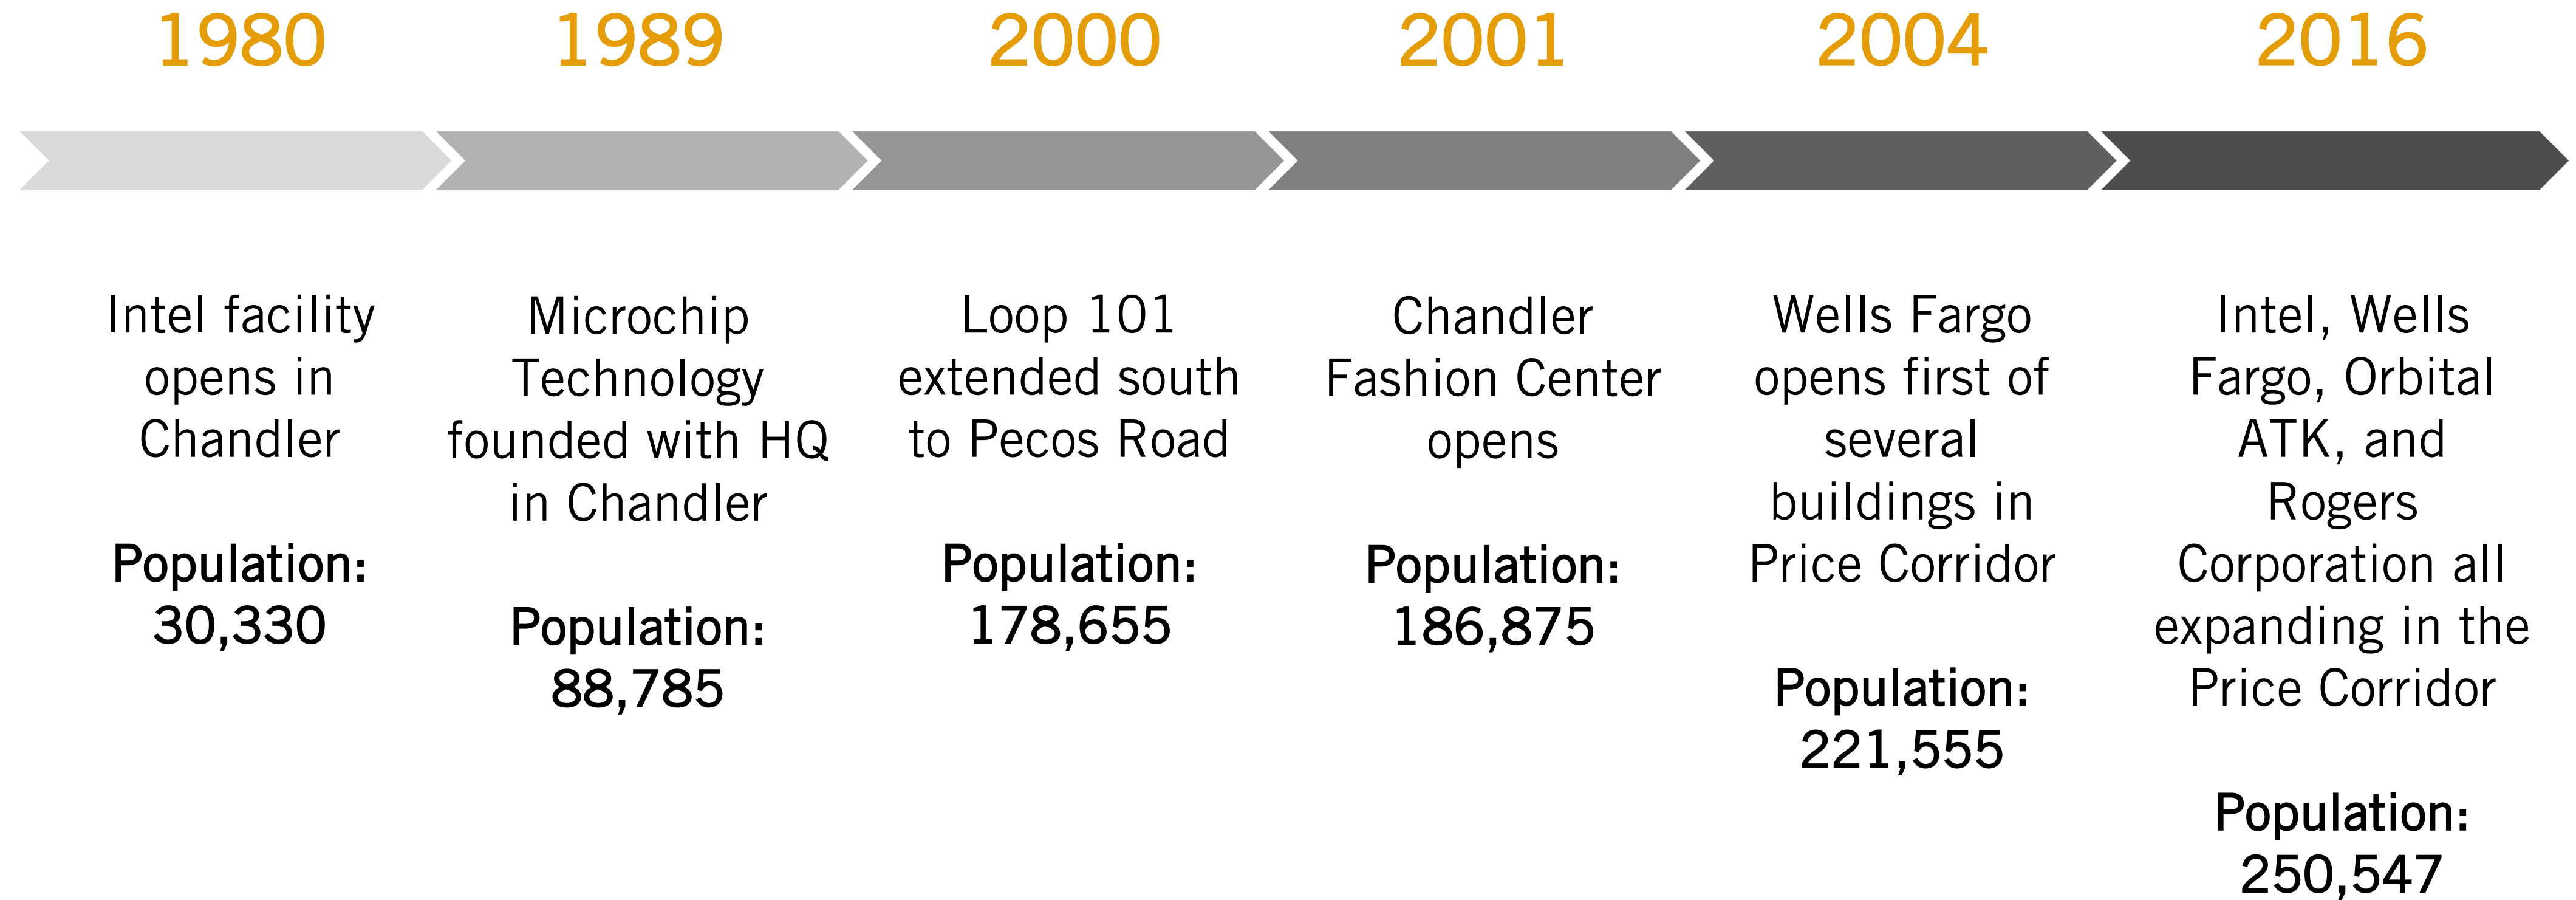 1980
Intel facility
opens in
Chandler
Population:
30,330
1989
Microchip
Technology
founded with HQ
in Chandler
Population:
88,785
2000
Loop 101
extended south
to Pecos Road
Population:
178,655
2001
Chandler
Fashion Center
opens
Population:
186,875
2004
Wells Fargo
opens first of
several
buildings in
Price Corridor
Population:
221,555
2016
Intel, Wells
Fargo, Orbital
ATK, and
Rogers
Corporation all
expanding in the
Price Corridor
Population:
250,547